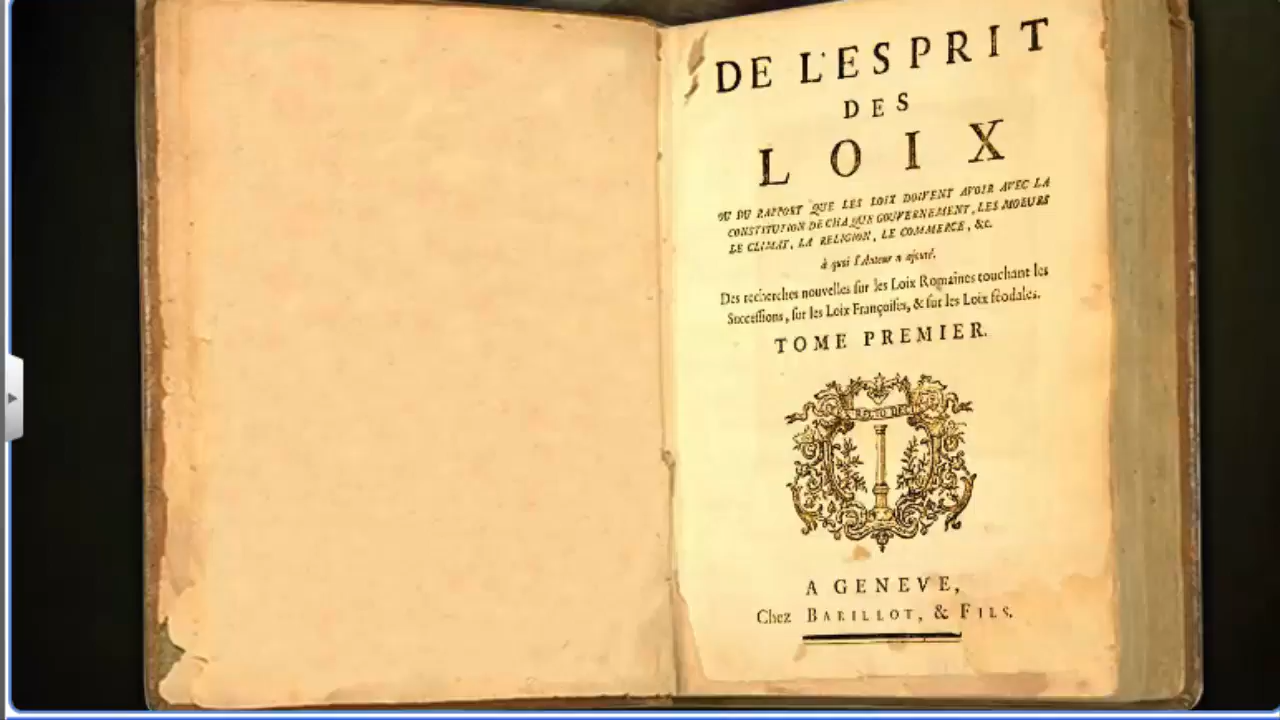 DE L'ESPRIT
DES
LOIX
OU DU RAPPORT QUE LES LOIX DOIVENT AVOIR AVEC LA
CONSTITUTION DE CHAQUE GOUVERNEMENT, LES MOEURS
LE CLIMAT, LA RELIGION, LE COMMERCE, &c.
à quoi l'Auteur a ajouté.
Des recherches nouvelles sur les Loix Romaines touchant les
Successions, sur les Loix Françoises, & sur les Loix féodales.
TOME PREMIER.
A GENEVE,
Chez BARILLOT, & FILS.